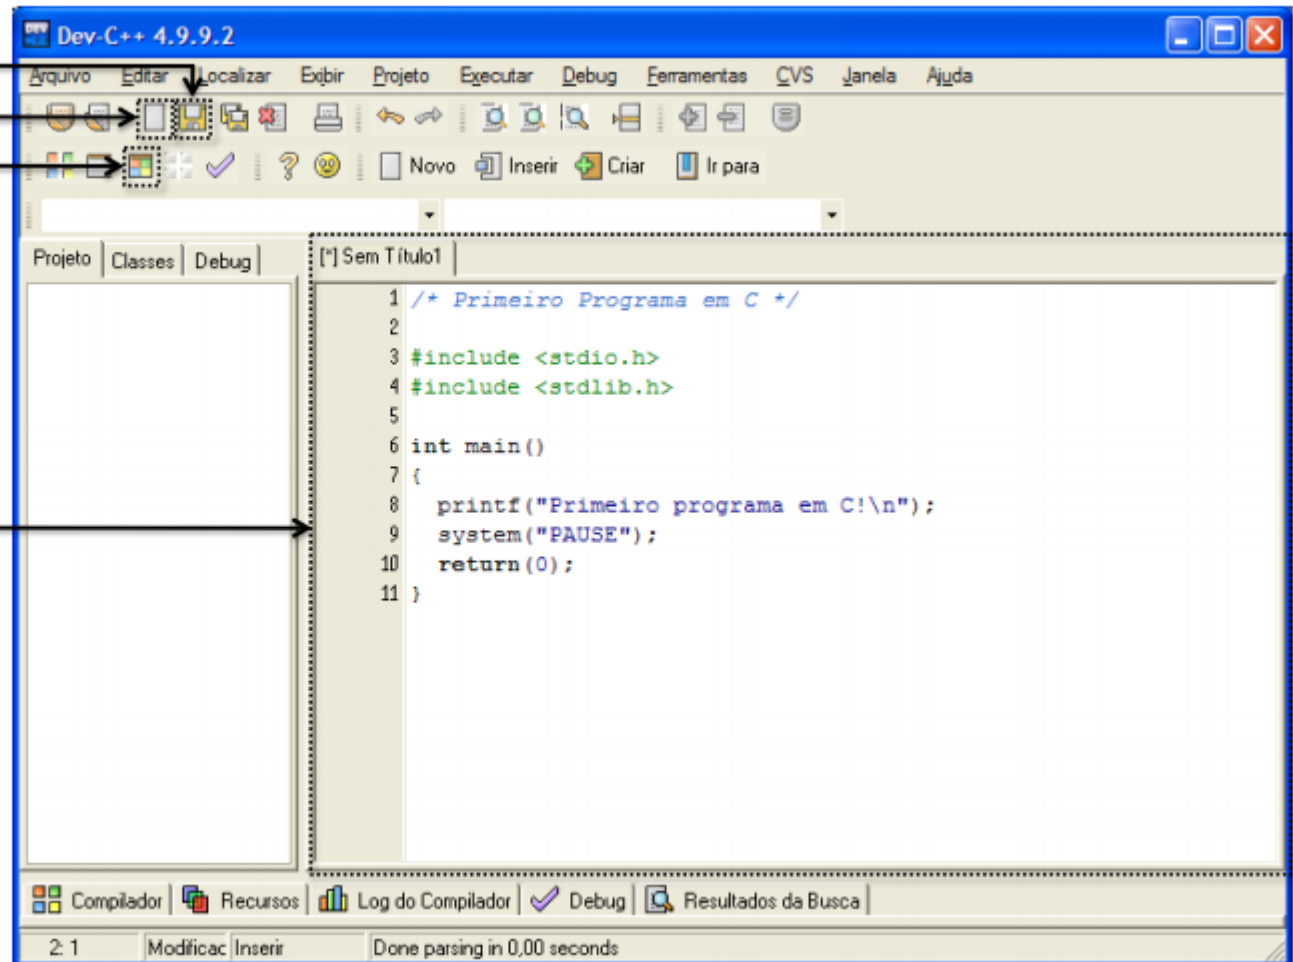 Dev-C++ 4.9.9.2
Arquivo Editar Localizar Exibir Projeto Executar Debug Ferramentas CVS Janela Ajuda
Novo Inserir Criar Ir para
Projeto Classes Debug [*] Sem Título1
1 /* Primeiro Programa em C */
2
3 #include <stdio.h>
4 #include <stdlib.h>
5
6 int main()
7 {
8 printf("Primeiro programa em C!\n");
9 system("PAUSE");
10 return(0);
11 }
Compilador Recursos Log do Compilador Debug Resultados da Busca
2: 1 Modificac Inserir Done parsing in 0,00 seconds